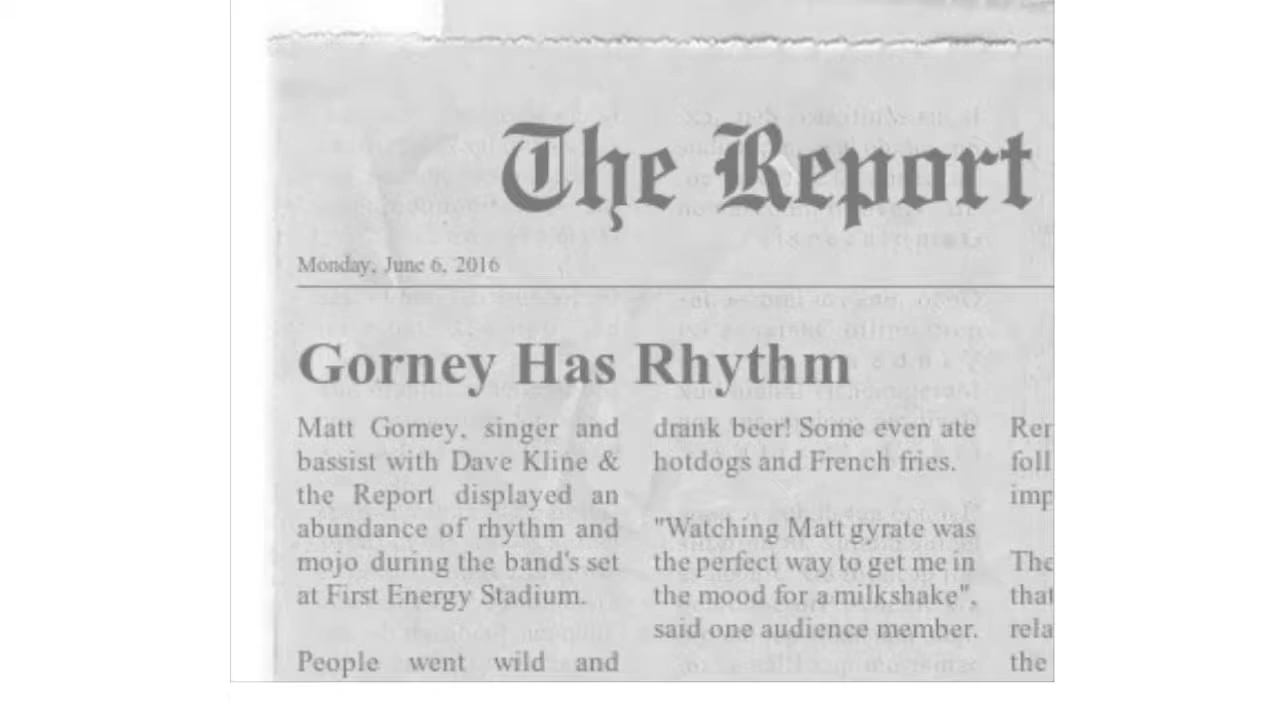 The Report
Monday, June 6, 2016
Gorney Has Rhythm
Matt Gorney, singer and
bassist with Dave Kline &
the Report displayed an
abundance of rhythm and
mojo during the band's set
at First Energy Stadium.
People went wild and
drank beer! Some even ate
hotdogs and French fries.
"Watching Matt gyrate was
the perfect way to get me in
the mood for a milkshake",
said one audience member.
The
that
the